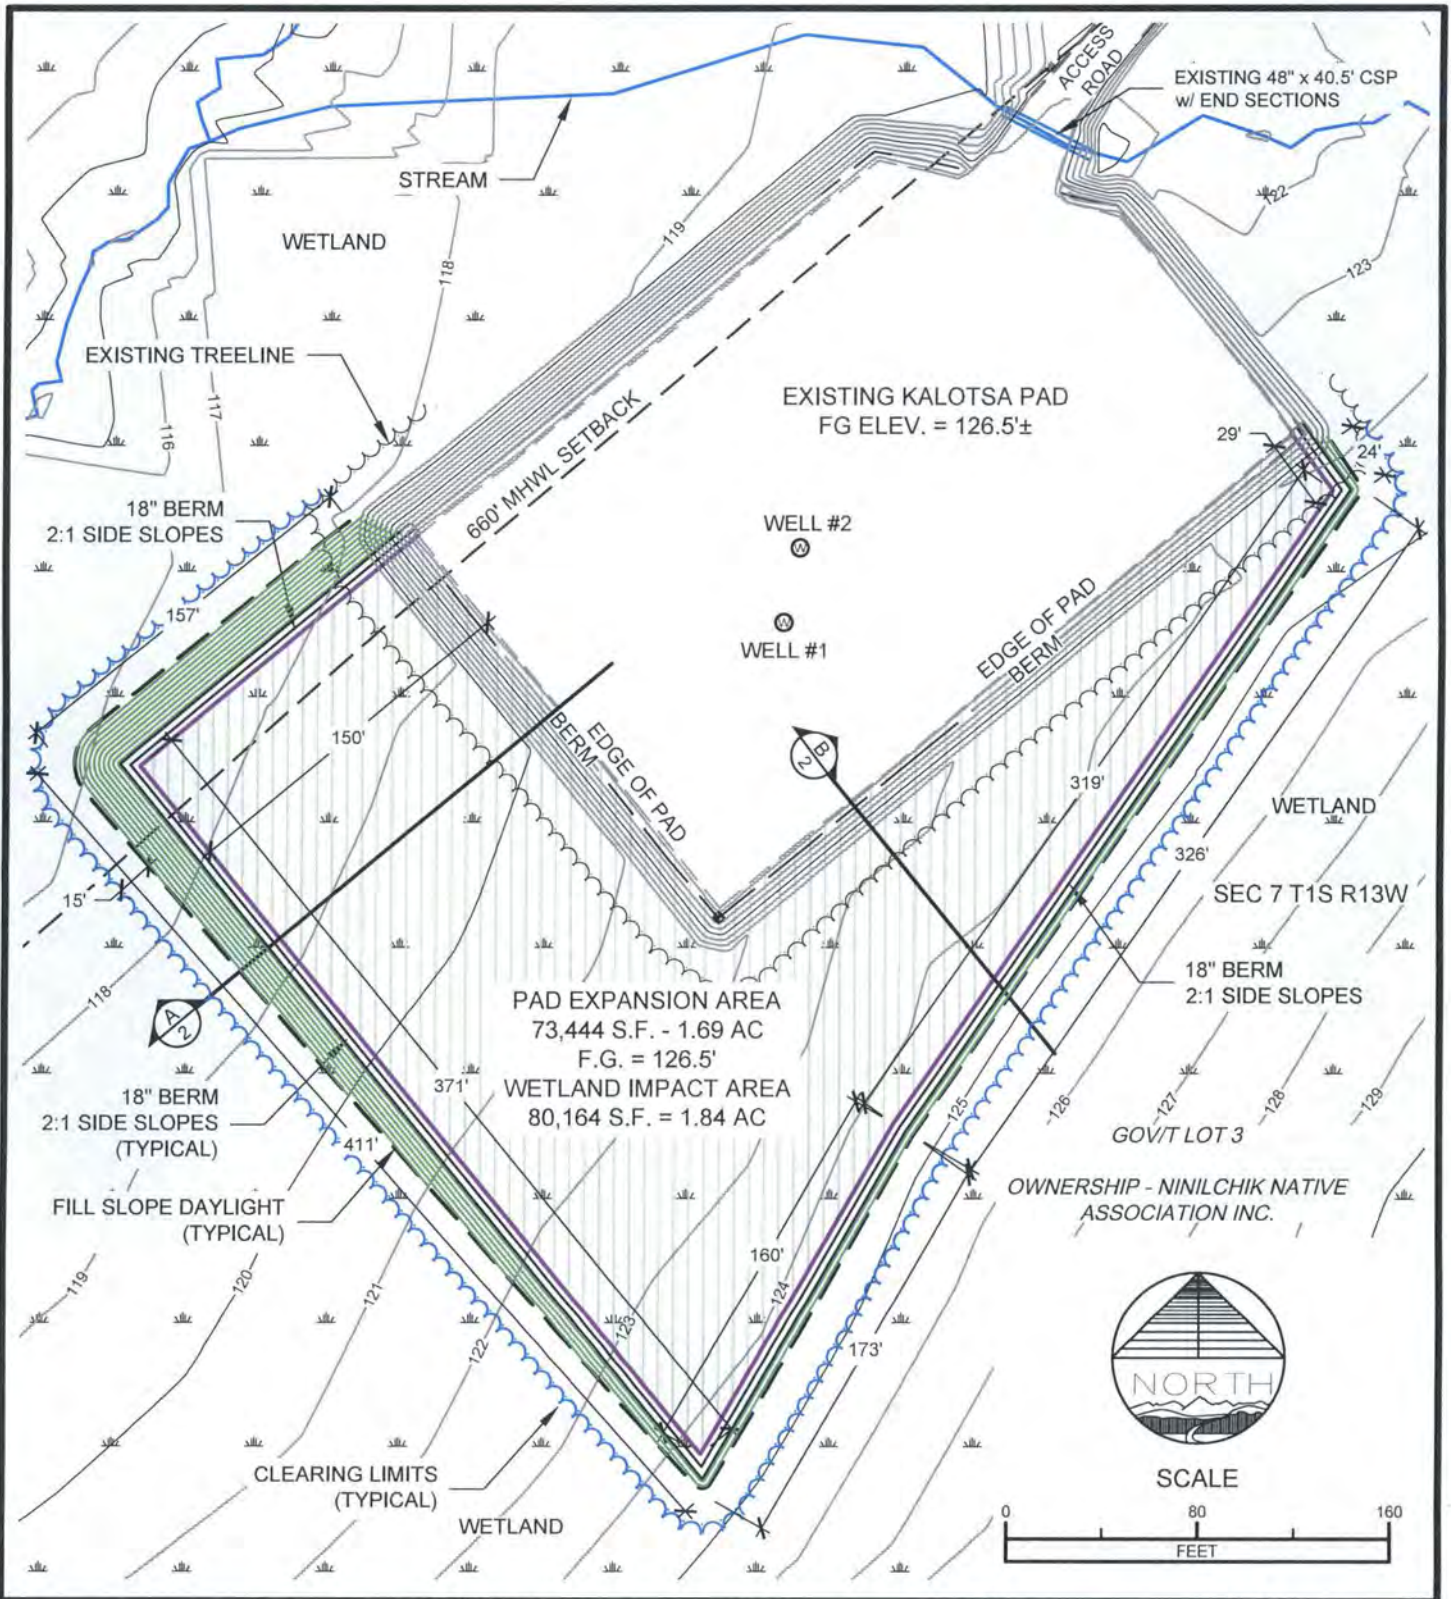 ACCESS
ROAD
EXISTING 48" x 40.5' CSP
w/ END SECTIONS
STREAM
WETLAND
122
119
118
123
EXISTING TREELINE
117
116
EXISTING KALOTSA PAD
FG ELEV. = 126.5'±
660' MHWL SETBACK
29'
24'
18" BERM
2:1 SIDE SLOPES
WELL #2
W
W
WELL #1
157'
EDGE OF PAD
BERM
150'
EDGE OF PAD
BERM
B
2
319'
WETLAND
326'
15'
SEC 7 T1S R13W
118
A
2
18" BERM
2:1 SIDE SLOPES
PAD EXPANSION AREA
73,444 S.F. - 1.69 AC
F.G. = 126.5'
WETLAND IMPACT AREA
80,164 S.F. = 1.84 AC
371'
18" BERM
2:1 SIDE SLOPES
(TYPICAL)
411'
125
126
127
128
129
GOV'T LOT 3
FILL SLOPE DAYLIGHT
(TYPICAL)
OWNERSHIP - NINILCHIK NATIVE
ASSOCIATION INC.
160'
119
120
121
122
123
124
173'
NORTH
CLEARING LIMITS
(TYPICAL)
WETLAND
SCALE
0 80 160
FEET